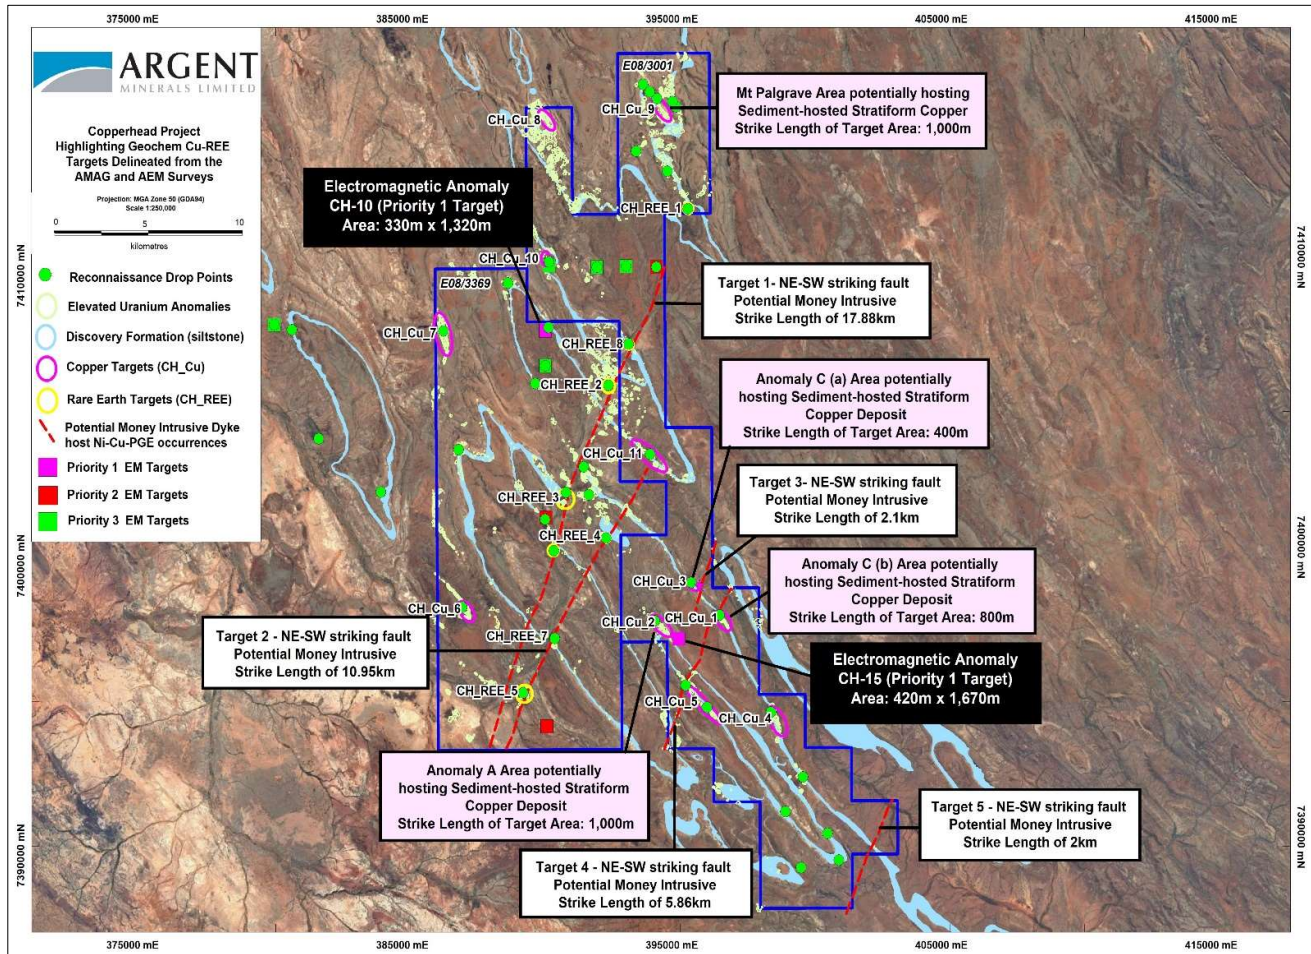 375000 mE
385000 mE
395000 mE
405000 mE
415000 mE
ARGENT
MINERALS LIMITED
Copperhead Project
Highlighting Geochem Cu-REE
Targets Delineated from the
AMAG and AEM Surveys
Projection: MGA Zone 50 (GDA94)
Scale 1:250,000
0
5
10
kilometres
Reconnaissance Drop Points
Elevated Uranium Anomalies
Discovery Formation (siltstone)
Copper Targets (CH_Cu)
Rare Earth Targets (CH_REE)
Potential Money Intrusive Dyke
host Ni-Cu-PGE occurrences
Priority 1 EM Targets
Priority 2 EM Targets
Priority 3 EM Targets
7410000 mN
7400000 mN
7390000 mN
E08/3001
CH_Cu_9
CH_Cu_8
Mt Palgrave Area potentially hosting
Sediment-hosted Stratiform Copper
Strike Length of Target Area: 1,000m
Electromagnetic Anomaly
CH-10 (Priority 1 Target)
Area: 330m x 1,320m
CH_REE_1
CH_Cu_10
E08/3369
Target 1- NE-SW striking fault
Potential Money Intrusive
Strike Length of 17.88km
CH_Cu_7
CH_REE_8
CH_REE_2
Anomaly C (a) Area potentially
hosting Sediment-hosted Stratiform
Copper Deposit
Strike Length of Target Area: 400m
CH_Cu_11
CH_REE_3
Target 3- NE-SW striking fault
Potential Money Intrusive
Strike Length of 2.1km
CH_REE_4
Anomaly C (b) Area potentially
hosting Sediment-hosted Stratiform
Copper Deposit
Strike Length of Target Area: 800m
CH_Cu_3
CH_Cu_6
CH_Cu_2
CH_Cu_1
Target 2 - NE-SW striking fault
Potential Money Intrusive
Strike Length of 10.95km
CH_REE_7
Electromagnetic Anomaly
CH-15 (Priority 1 Target)
Area: 420m x 1,670m
CH_REE_5
CH_Cu_5
CH_Cu_4
Anomaly A Area potentially
hosting Sediment-hosted Stratiform
Copper Deposit
Strike Length of Target Area: 1,000m
Target 5 - NE-SW striking fault
Potential Money Intrusive
Strike Length of 2km
Target 4 - NE-SW striking fault
Potential Money Intrusive
Strike Length of 5.86km
7410000 mN
7400000 mN
7390000 mN
375000 mE
385000 mE
395000 mE
405000 mE
415000 mE